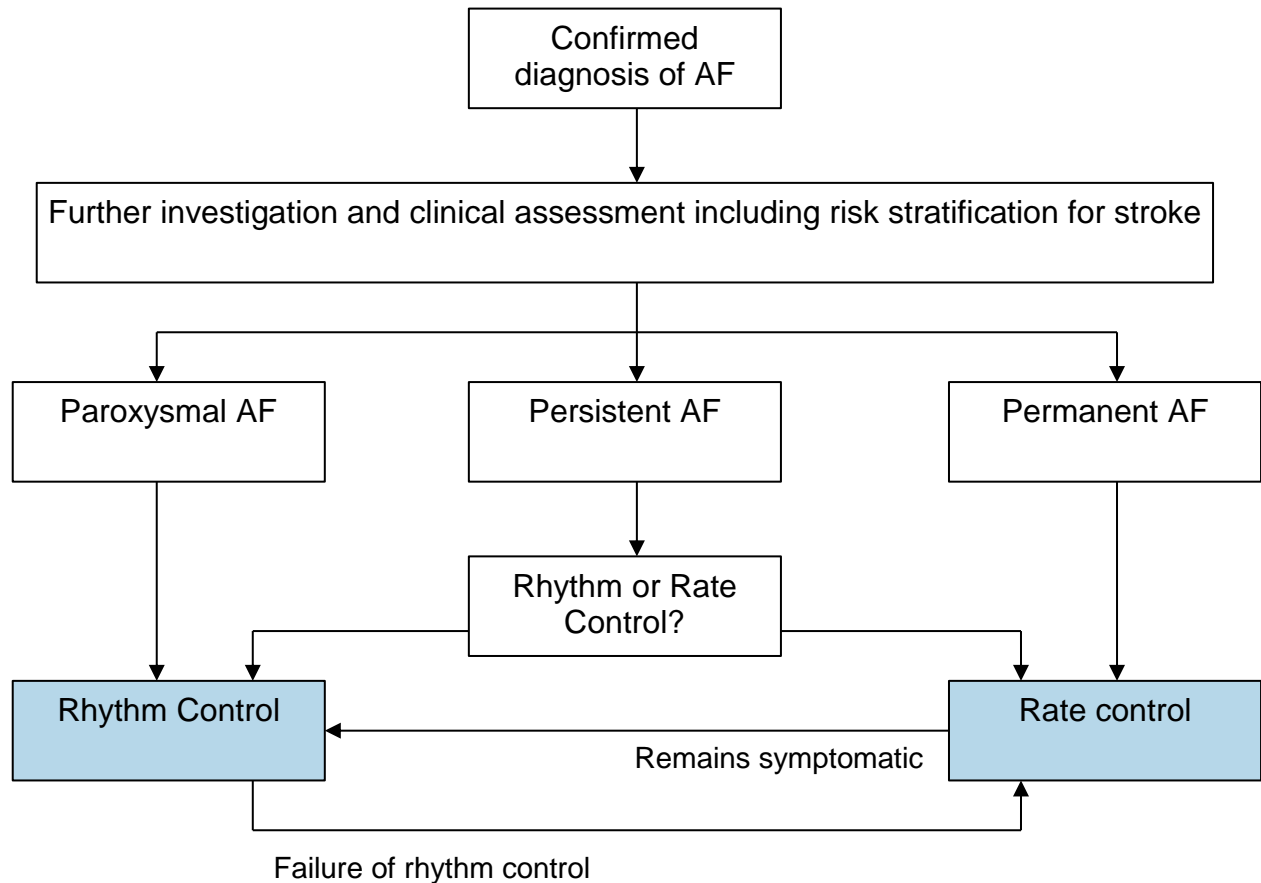 Confirmed
diagnosis of AF
Further investigation and clinical assessment including risk stratification for stroke
Paroxysmal AF
Persistent AF
Permanent AF
Rhythm or Rate
Control?
Rhythm Control
Rate control
Remains symptomatic
Failure of rhythm control